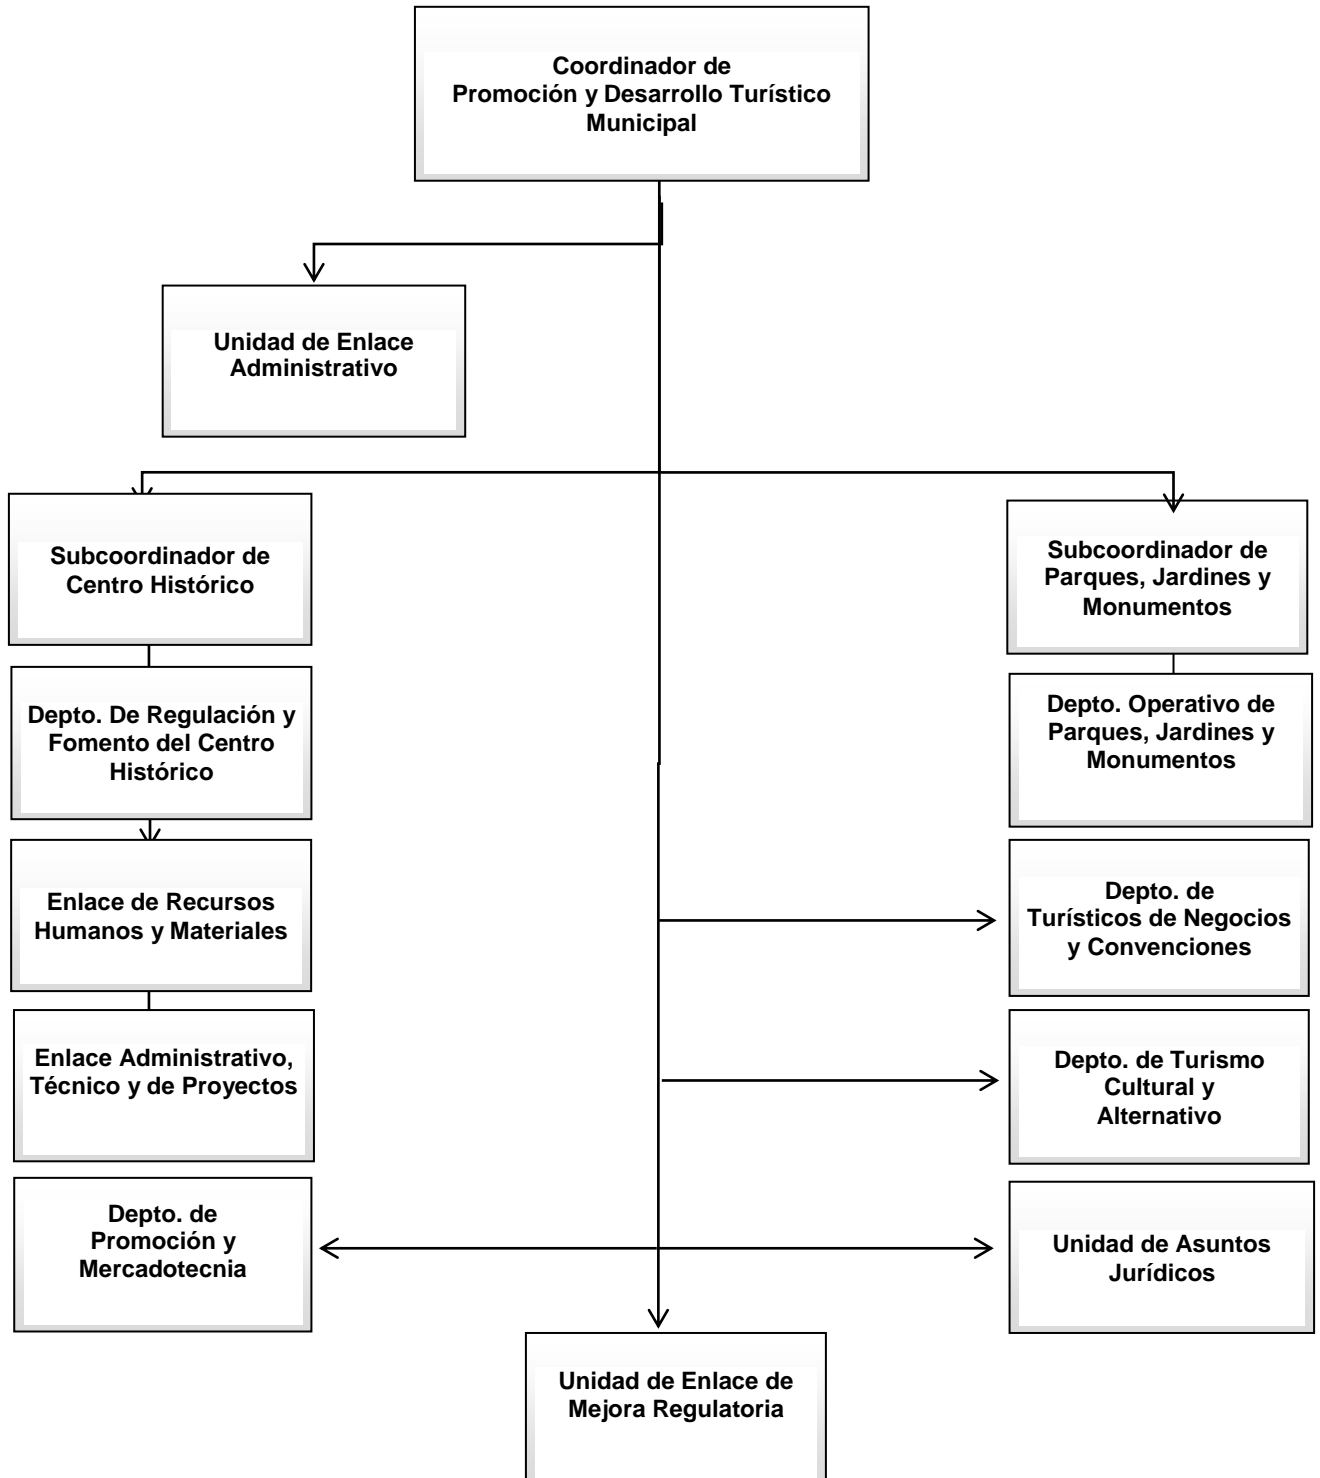 Coordinador de
Promoción y Desarrollo Turístico
Municipal
Unidad de Enlace
Administrativo
Subcoordinador de
Centro Histórico
Subcoordinador de
Parques, Jardines y
Monumentos
Depto. De Regulación y
Fomento del Centro
Histórico
Depto. Operativo de
Parques, Jardines y
Monumentos
Enlace de Recursos
Humanos y Materiales
Depto. de
Turísticos de Negocios
y Convenciones
Enlace Administrativo,
Técnico y de Proyectos
Depto. de Turismo
Cultural y
Alternativo
Depto. de
Promoción y
Mercadotecnia
Unidad de Asuntos
Jurídicos
Unidad de Enlace de
Mejora Regulatoria